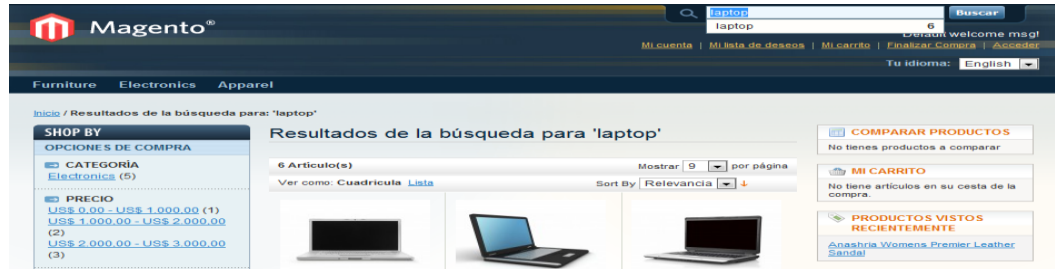 Magento®
laptop
Buscar
laptop 6
Default welcome msg!
Mi cuenta | Mi lista de deseos | Mi carrito | Finalizar Compra | Acceder
Tu idioma: English
Furniture Electronics Apparel
Inicio / Resultados de la búsqueda para: 'laptop'
SHOP BY
OPCIONES DE COMPRA
CATEGORÍA
Electronics (5)
PRECIO
US$ 0,00 - US$ 1.000,00 (1)
US$ 1.000,00 - US$ 2.000,00
(2)
US$ 2.000,00 - US$ 3.000,00
(3)
Resultados de la búsqueda para 'laptop'
6 Artículo(s)
Mostrar 9 por página
Ver como: Cuadrícula Lista
Sort By Relevancia
COMPARAR PRODUCTOS
No tienes productos a comparar
MI CARRITO
No tiene artículos en su cesta de la
compra.
PRODUCTOS VISTOS
RECIENTEMENTE
Anashria Womens Premier Leather
Sandal